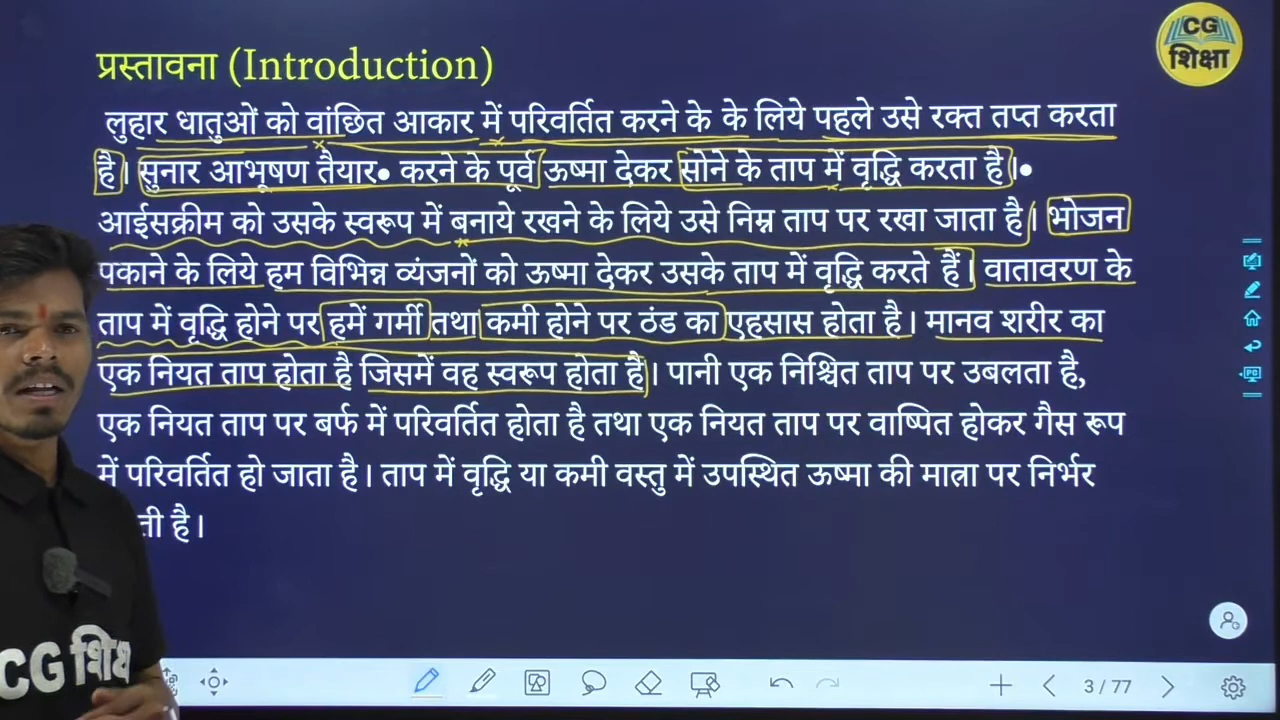 CG
शिक्षा
प्रस्तावना (Introduction)
लुहार धातुओं को वांछित आकार में परिवर्तित करने के के लिये पहले उसे रक्त तप्त करता
है। सुनार आभूषण तैयार• करने के पूर्व ऊष्मा देकर सोने के ताप में वृद्धि करता है।•
आईसक्रीम को उसके स्वरूप में बनाये रखने के लिये उसे निम्न ताप पर रखा जाता है। भोजन
पकाने के लिये हम विभिन्न व्यंजनों को ऊष्मा देकर उसके ताप में वृद्धि करते हैं। वातावरण के
ताप में वृद्धि होने पर हमें गर्मी तथा कमी होने पर ठंड का एहसास होता है। मानव शरीर का
एक नियत ताप होता है जिसमें वह स्वरूप होता है। पानी एक निश्चित ताप पर उबलता है,
एक नियत ताप पर बर्फ में परिवर्तित होता है तथा एक नियत ताप पर वाष्पित होकर गैस रूप
में परिवर्तित हो जाता है। ताप में वृद्धि या कमी वस्तु में उपस्थित ऊष्मा की मात्रा पर निर्भर
है।
CG शिक्ष
PC
3 / 77